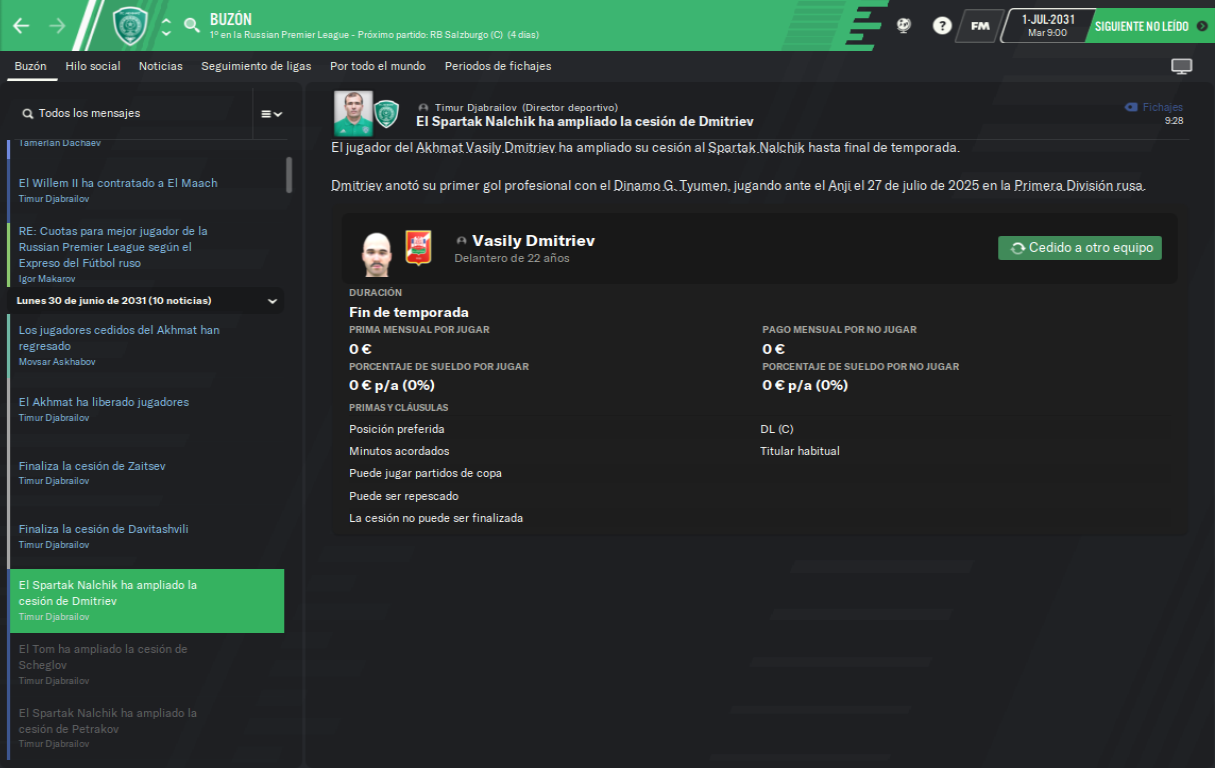 BUZÓN
1º en la Russian Premier League - Próximo partido: RB Salzburgo (C) (4 días)
?
FM
1-JUL-2031
Mar 9:00
SIGUIENTE NO LEÍDO
Buzón
Hilo social
Noticias
Seguimiento de ligas
Por todo el mundo
Periodos de fichajes
Todos los mensajes
Tamerlan Dachaev
El Willem II ha contratado a El Maach
Timur Djabrailov
RE: Cuotas para mejor jugador de la
Russian Premier League según el
Expreso del Fútbol ruso
Igor Makarov
Lunes 30 de junio de 2031 (10 noticias)
Los jugadores cedidos del Akhmat han
regresado
Movsar Askhabov
El Akhmat ha liberado jugadores
Timur Djabrailov
Finaliza la cesión de Zaitsev
Timur Djabrailov
Finaliza la cesión de Davitashvili
Timur Djabrailov
El Spartak Nalchik ha ampliado la
cesión de Dmitriev
Timur Djabrailov
El Tom ha ampliado la cesión de
Scheglov
Timur Djabrailov
El Spartak Nalchik ha ampliado la
cesión de Petrakov
Timur Djabrailov
Timur Djabrailov (Director deportivo)
El Spartak Nalchik ha ampliado la cesión de Dmitriev
Fichajes
9:28
El jugador del Akhmat Vasily Dmitriev ha ampliado su cesión al Spartak Nalchik hasta final de temporada.
Dmitriev anotó su primer gol profesional con el Dinamo G. Tyumen, jugando ante el Anji el 27 de julio de 2025 en la Primera División rusa.
Vasily Dmitriev
Delantero de 22 años
Cedido a otro equipo
DURACIÓN
Fin de temporada
PRIMA MENSUAL POR JUGAR
PAGO MENSUAL POR NO JUGAR
0 €
0 €
PORCENTAJE DE SUELDO POR JUGAR
PORCENTAJE DE SUELDO POR NO JUGAR
0 € p/a (0%)
0 € p/a (0%)
PRIMAS Y CLÁUSULAS
Posición preferida
DL (C)
Minutos acordados
Titular habitual
Puede jugar partidos de copa
Puede ser repescado
La cesión no puede ser finalizada